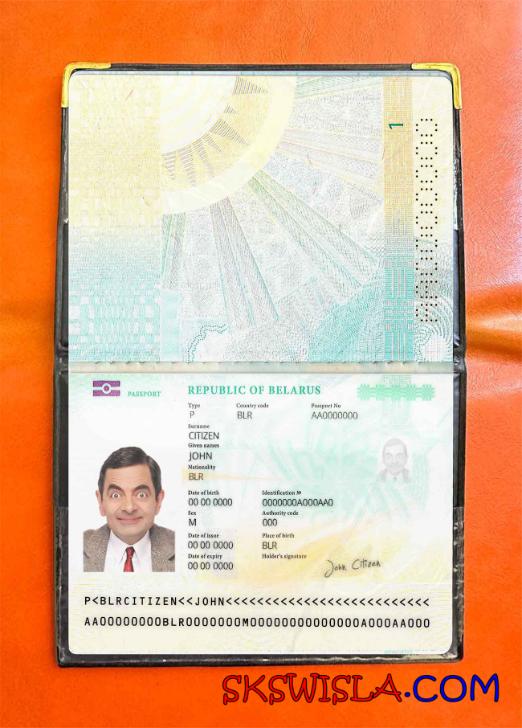 1
AA0000000
PASSPORT
REPUBLIC OF BELARUS
Type Country code Passport No
P BLR AA0000000
Surname
CITIZEN
Given names
JOHN
Nationality
BLR
Date of birth Identification №
00 00 0000 0000000A000AA0
Sex Authority code
M 000
Date of issue Place of birth
00 00 0000 BLR
Date of expiry Holder's signature
00 00 0000 John Citizen
P<BLRCITIZEN<<JOHN<<<<<<<<<<<<<<<<<<<<<<<<<<
AA00000000BLR0000000M00000000000000A000AA000
SKSWISLA.COM